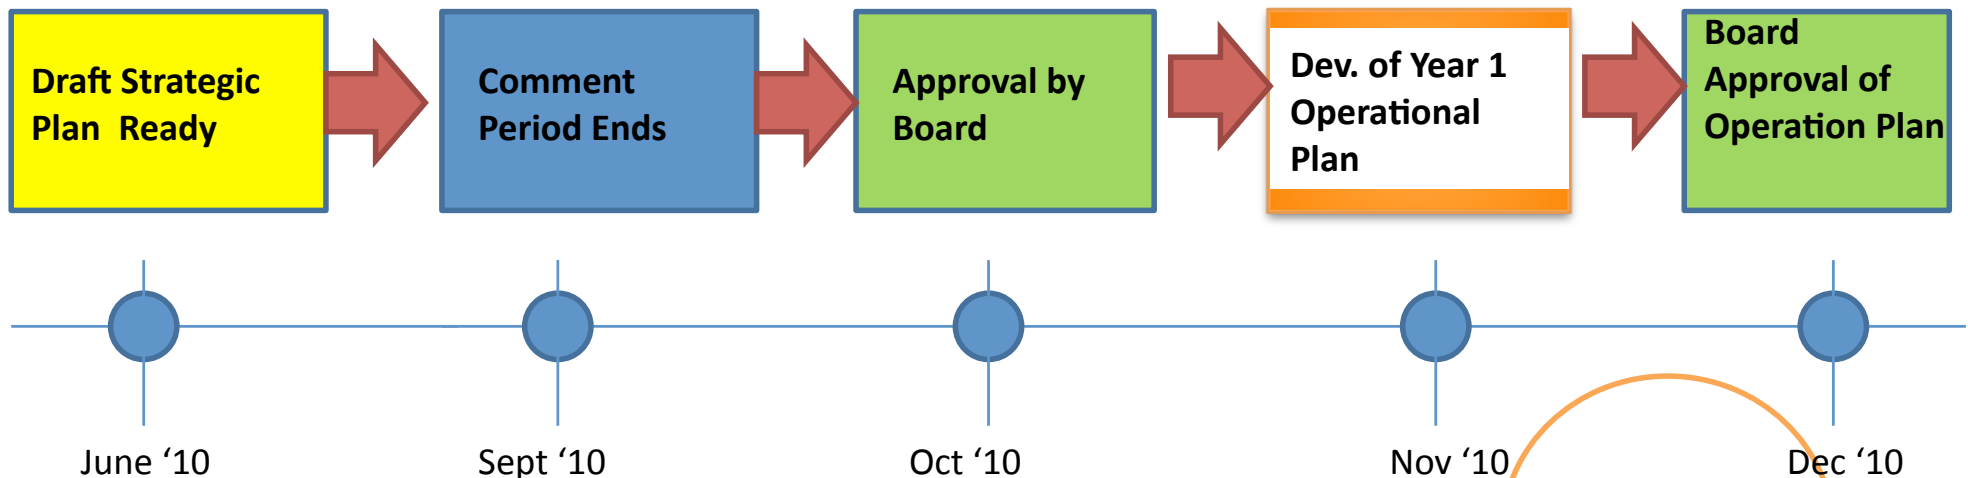 Draft Strategic
Plan Ready
Comment
Period Ends
Approval by
Board
Dev. of Year 1
Operational
Plan
Board
Approval of
Operation Plan
June ‘10
Sept ‘10
Oct ‘10
Nov ‘10
Dec ‘10